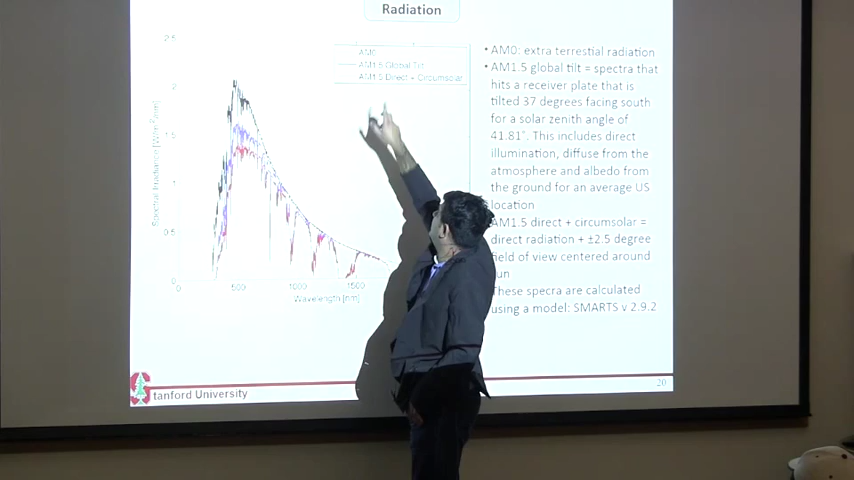 Radiation
2.5
2
1.5
1
0.5
0
0
500
1000
1500
Spectral Irradiance
Wavelength [nm]
AM0
AM1.5 Global Tilt
AM1.5 Direct + Circumsolar
• AM0: extra terrestial radiation
• AM1.5 global tilt = spectra that
hits a receiver plate that is
tilted 37 degrees facing south
for a solar zenith angle of
41.81°. This includes direct
illumination, diffuse from the
atmosphere and albedo from
the ground for an average US
location
AM1.5 direct + circumsolar =
direct radiation + ±2.5 degree
field of view centered around
un
These specra are calculated
using a model: SMARTS v 2.9.2
Stanford University
20